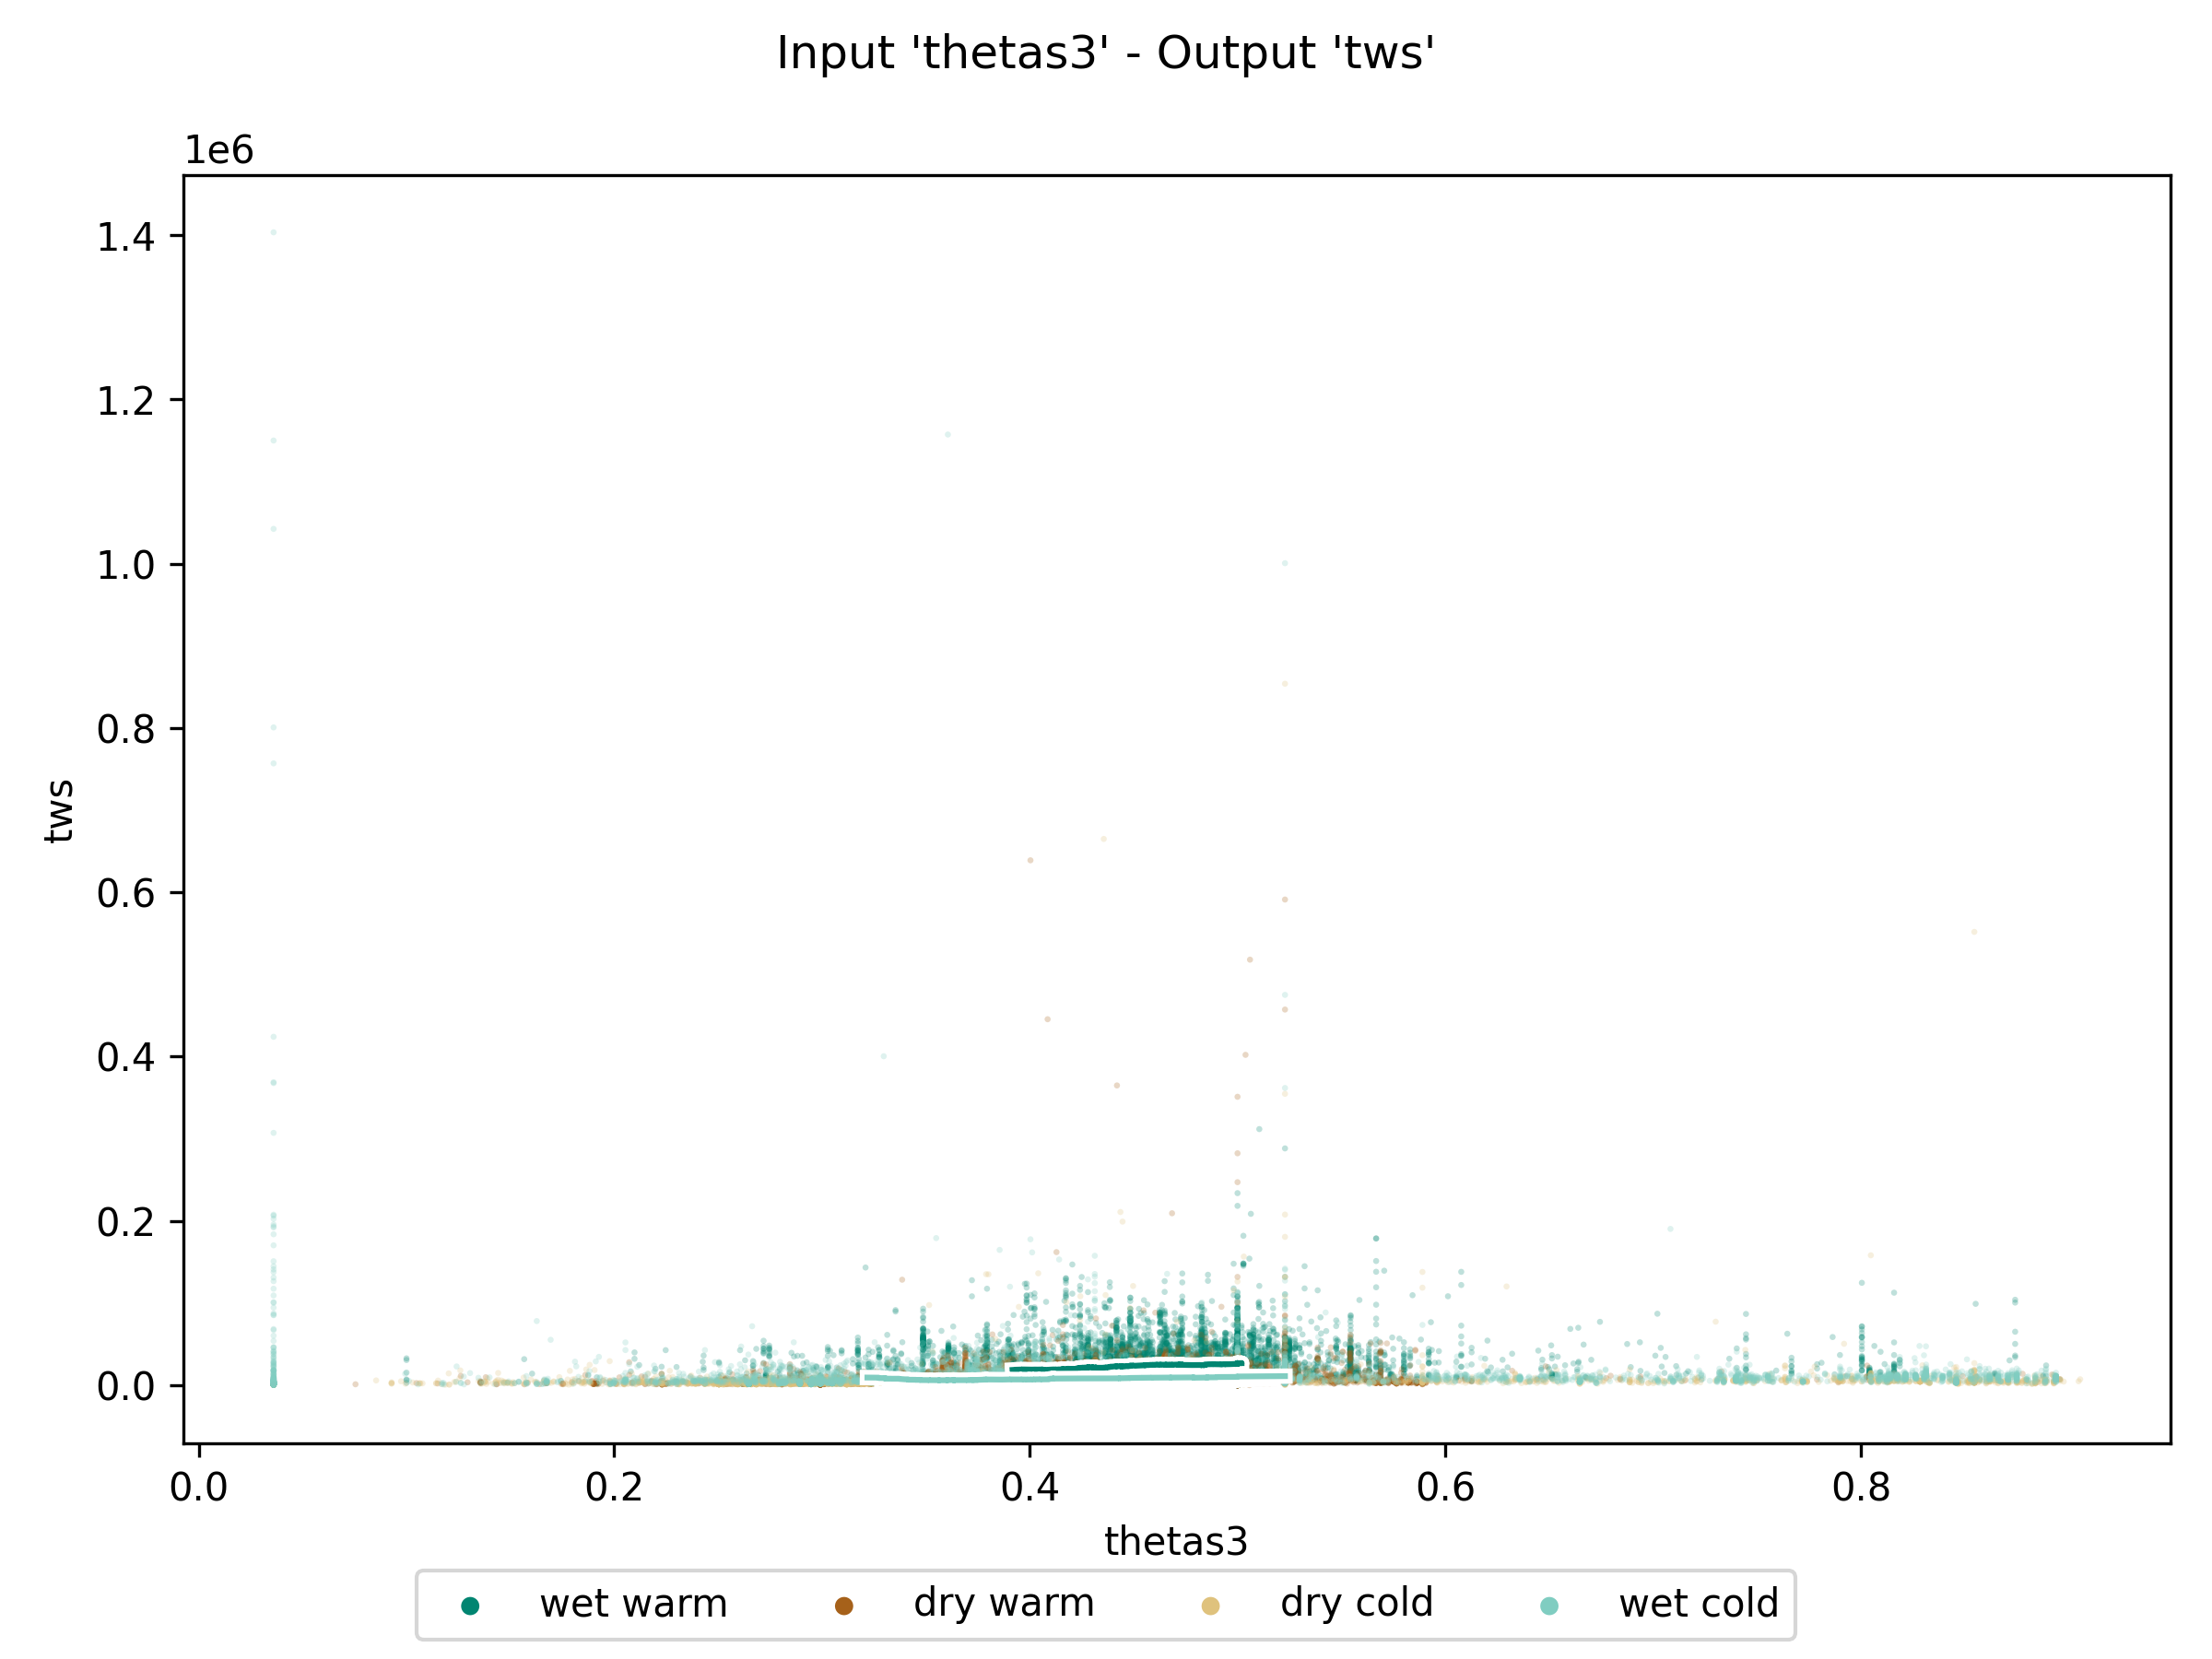 Input 'thetas3' - Output 'tws'
1e6
1.4
1.2
1.0
0.8
0.6
0.4
0.2
0.0
tws
0.0 0.2 0.4 0.6 0.8
thetas3
wet warm dry warm dry cold wet cold